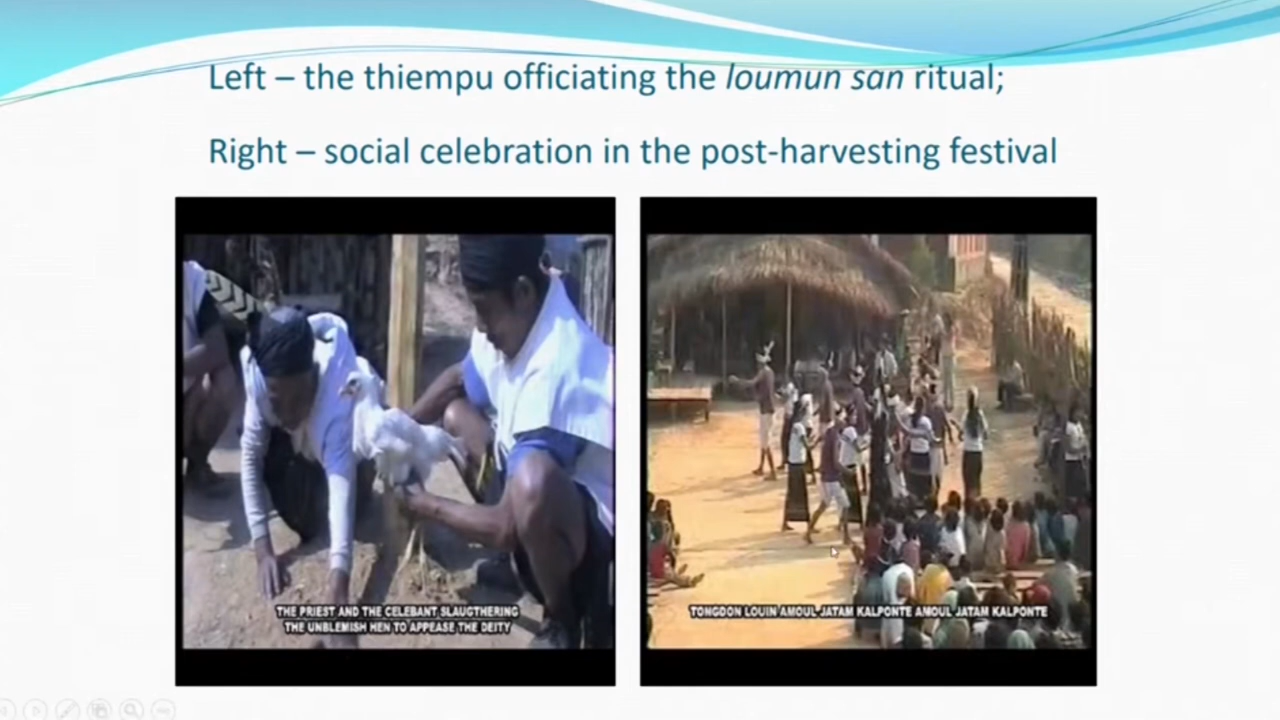 Left – the thiempu officiating the loumun san ritual;
Right – social celebration in the post-harvesting festival
THE PRIEST AND THE CELEBANT SLAUGTHERING
THE UNBLEMISH HEN TO APPEASE THE DEITY
TONGDON LOUIN AMOUL JATAM KALPONTE AMOUL JATAM KALPONTE